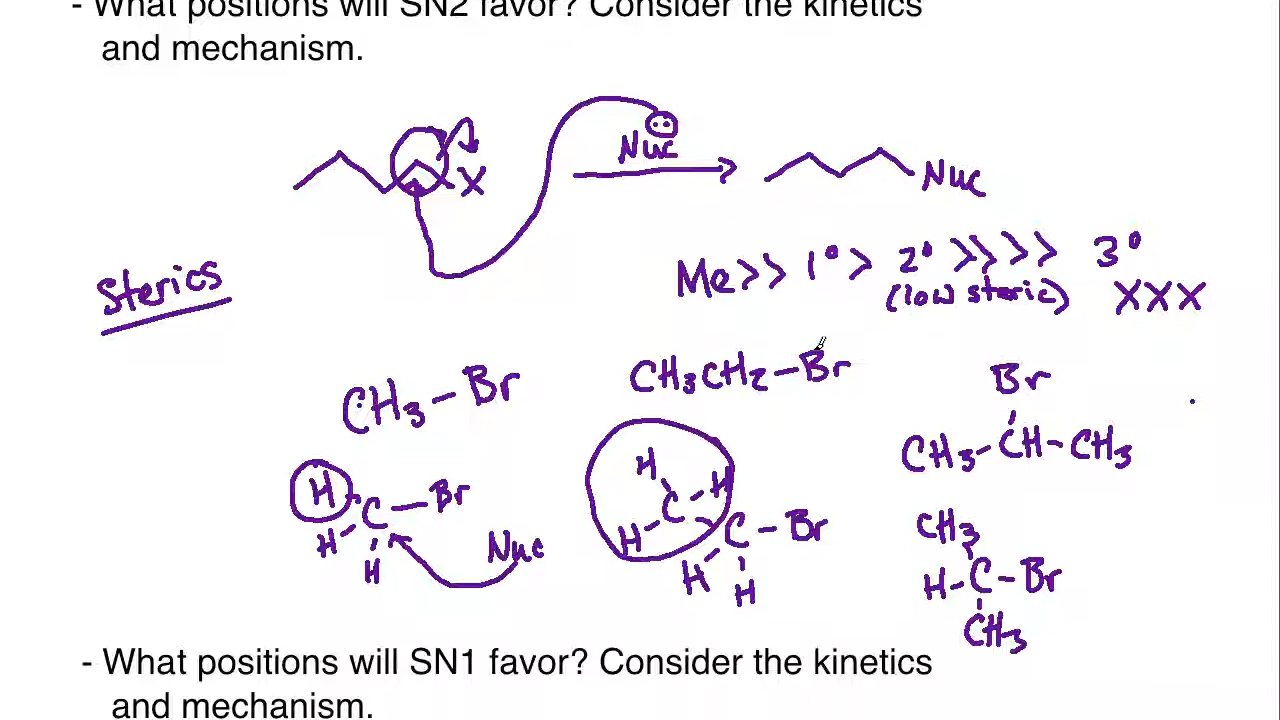 - What positions will SN2 favor? Consider the kinetics
and mechanism.
Nuc
X
Nuc
Sterics
Me>> 1° > 2° >>>> 3°
(low steric) XXX
CH3-Br
CH3CH2-Br
Br
CH3-CH-CH3
H
H-C-Br
H
Nuc
H
C-H
H
C-Br
H
H
CH3
H-C-Br
CH3
- What positions will SN1 favor? Consider the kinetics
and mechanism.